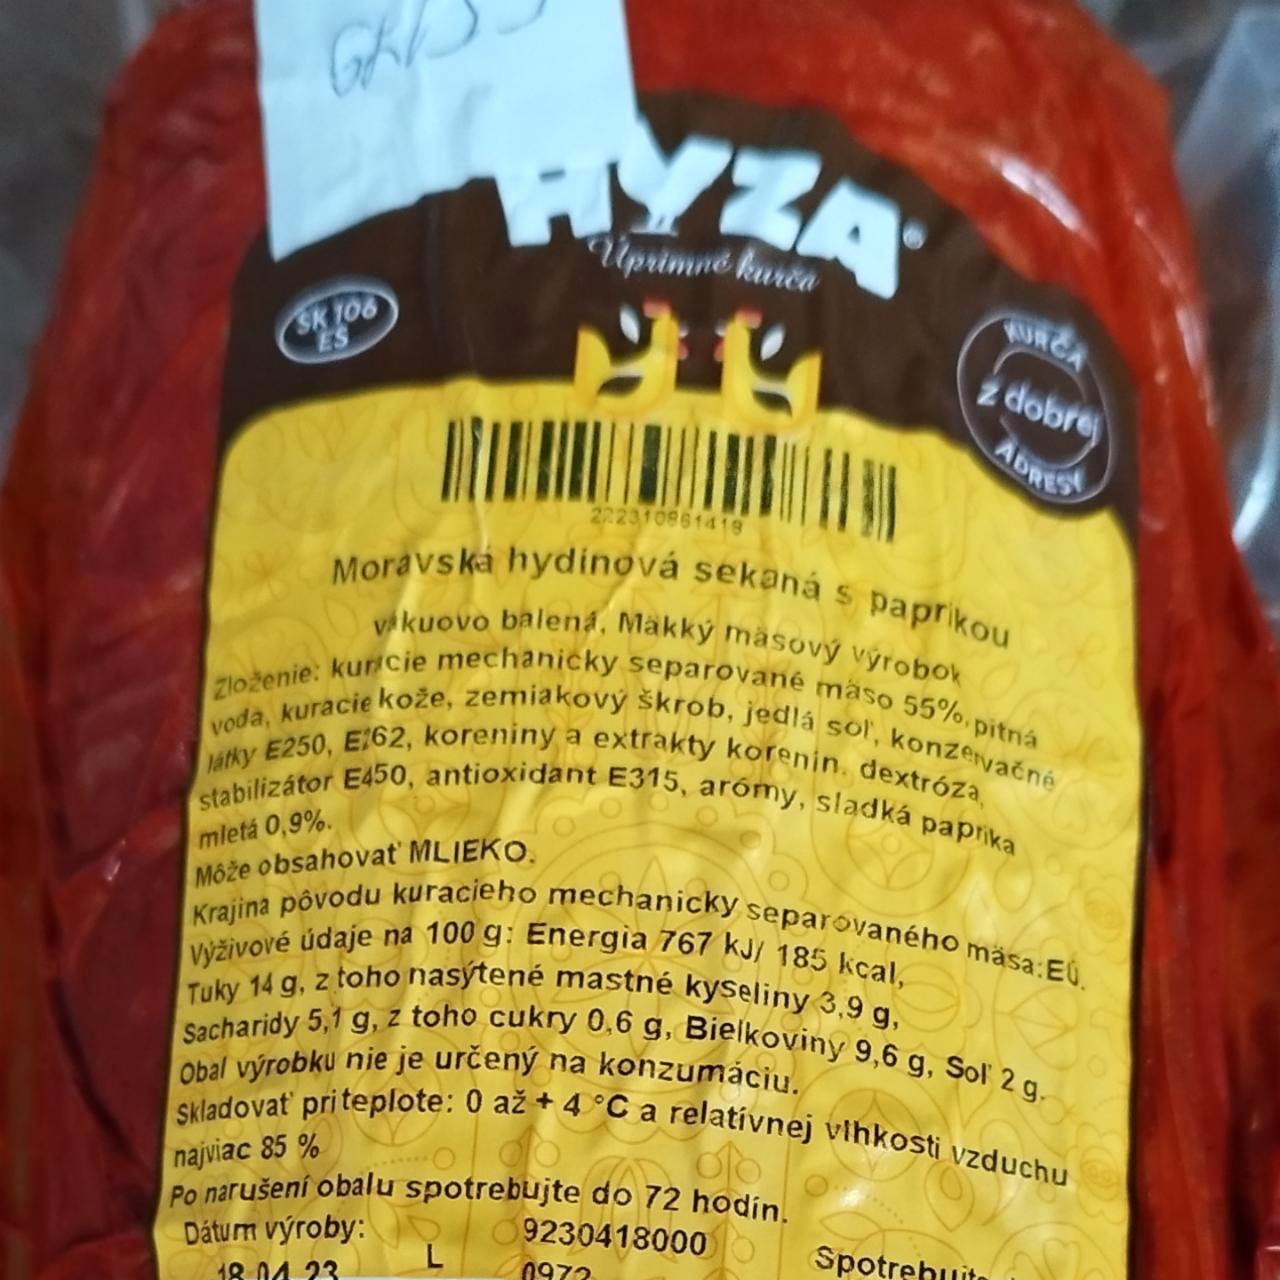 HYZA®
Úprimné kurča
SK 106
ES
KURČA
z dobrej
ADRESY
222310861418
Moravská hydinová sekaná s paprikou
vákuovo balená, Mäkký mäsový výrobok
Zloženie: kuracie mechanicky separované mäso 55%, pitná
voda, kuracie kože, zemiakový škrob, jedlá soľ, konzervačné
látky E250, E262, koreniny a extrakty korenín, dextróza,
stabilizátor E450, antioxidant E315, arómy, sladká paprika
mletá 0,9%.
Môže obsahovať MLIEKO.
Krajina pôvodu kuracieho mechanicky separovaného mäsa:EÚ.
Výživové údaje na 100 g: Energia 767 kJ/ 185 kcal,
Tuky 14 g, z toho nasýtené mastné kyseliny 3,9 g,
Sacharidy 5,1 g, z toho cukry 0,6 g, Bielkoviny 9,6 g, Soľ 2 g.
Obal výrobku nie je určený na konzumáciu.
Skladovať pri teplote: 0 až + 4 °C a relatívnej vlhkosti vzduchu
najviac 85 %
Po narušení obalu spotrebujte do 72 hodín.
Dátum výroby: 9230418000
18.04.23 L 0972 Spotrebujte